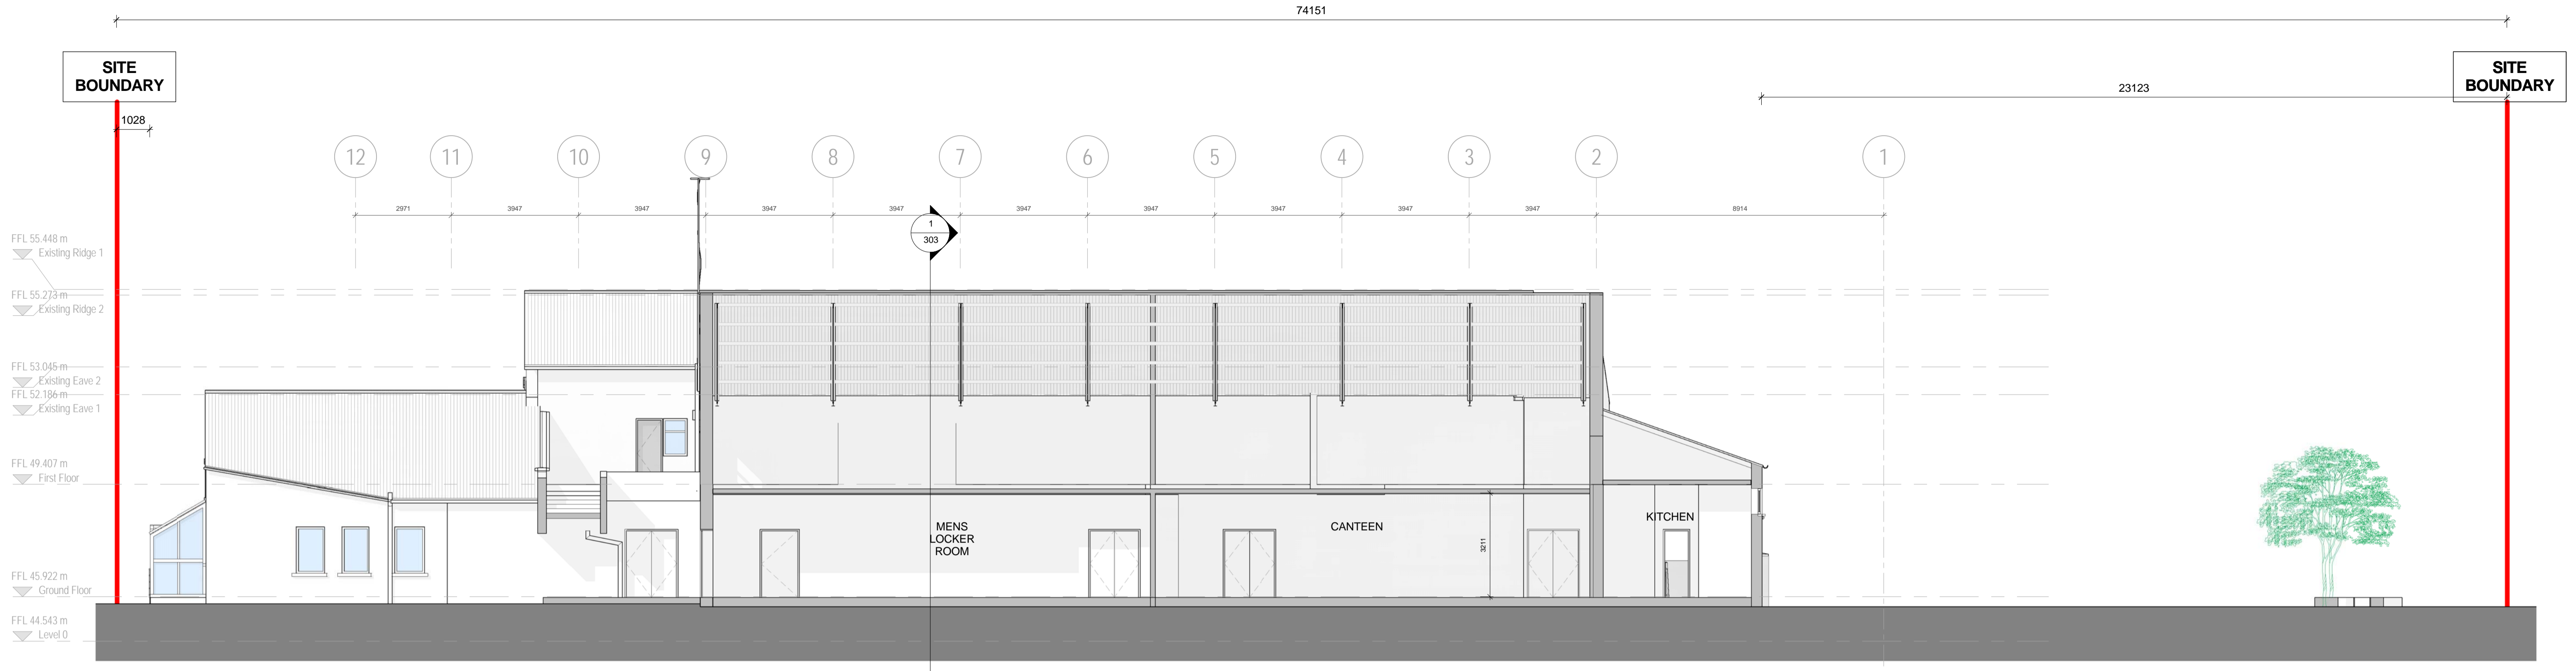 74151
SITE
BOUNDARY
SITE
BOUNDARY
23123
1028
12
11
10
9
8
7
6
5
4
3
2
1
2971
3947
3947
3947
3947
3947
3947
3947
3947
3947
8914
1
303
FFL 55.448 m
Existing Ridge 1
FFL 55.273 m
Existing Ridge 2
FFL 53.045 m
Existing Eave 2
FFL 52.186 m
Existing Eave 1
FFL 49.407 m
First Floor
MENS
LOCKER
ROOM
CANTEEN
KITCHEN
3211
FFL 45.922 m
Ground Floor
FFL 44.543 m
Level 0